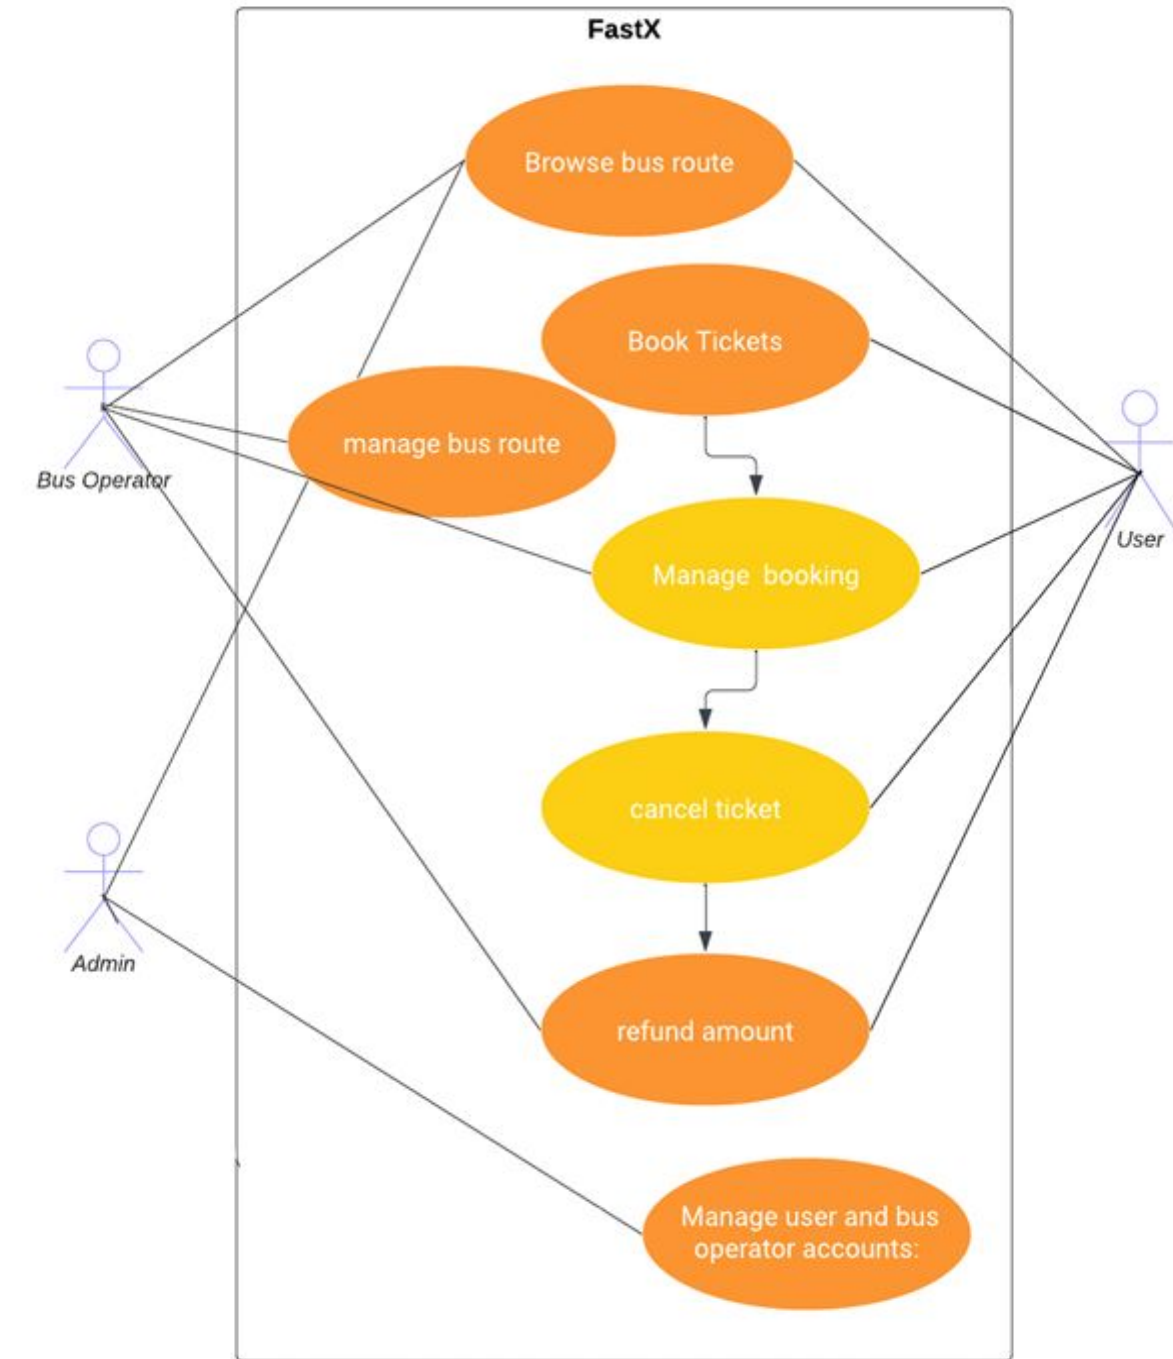 FastX
Browse bus route
Book Tickets
manage bus route
Bus Operator
User
Manage  booking
cancel ticket
Admin
refund amount
Manage user and bus
operator accounts: